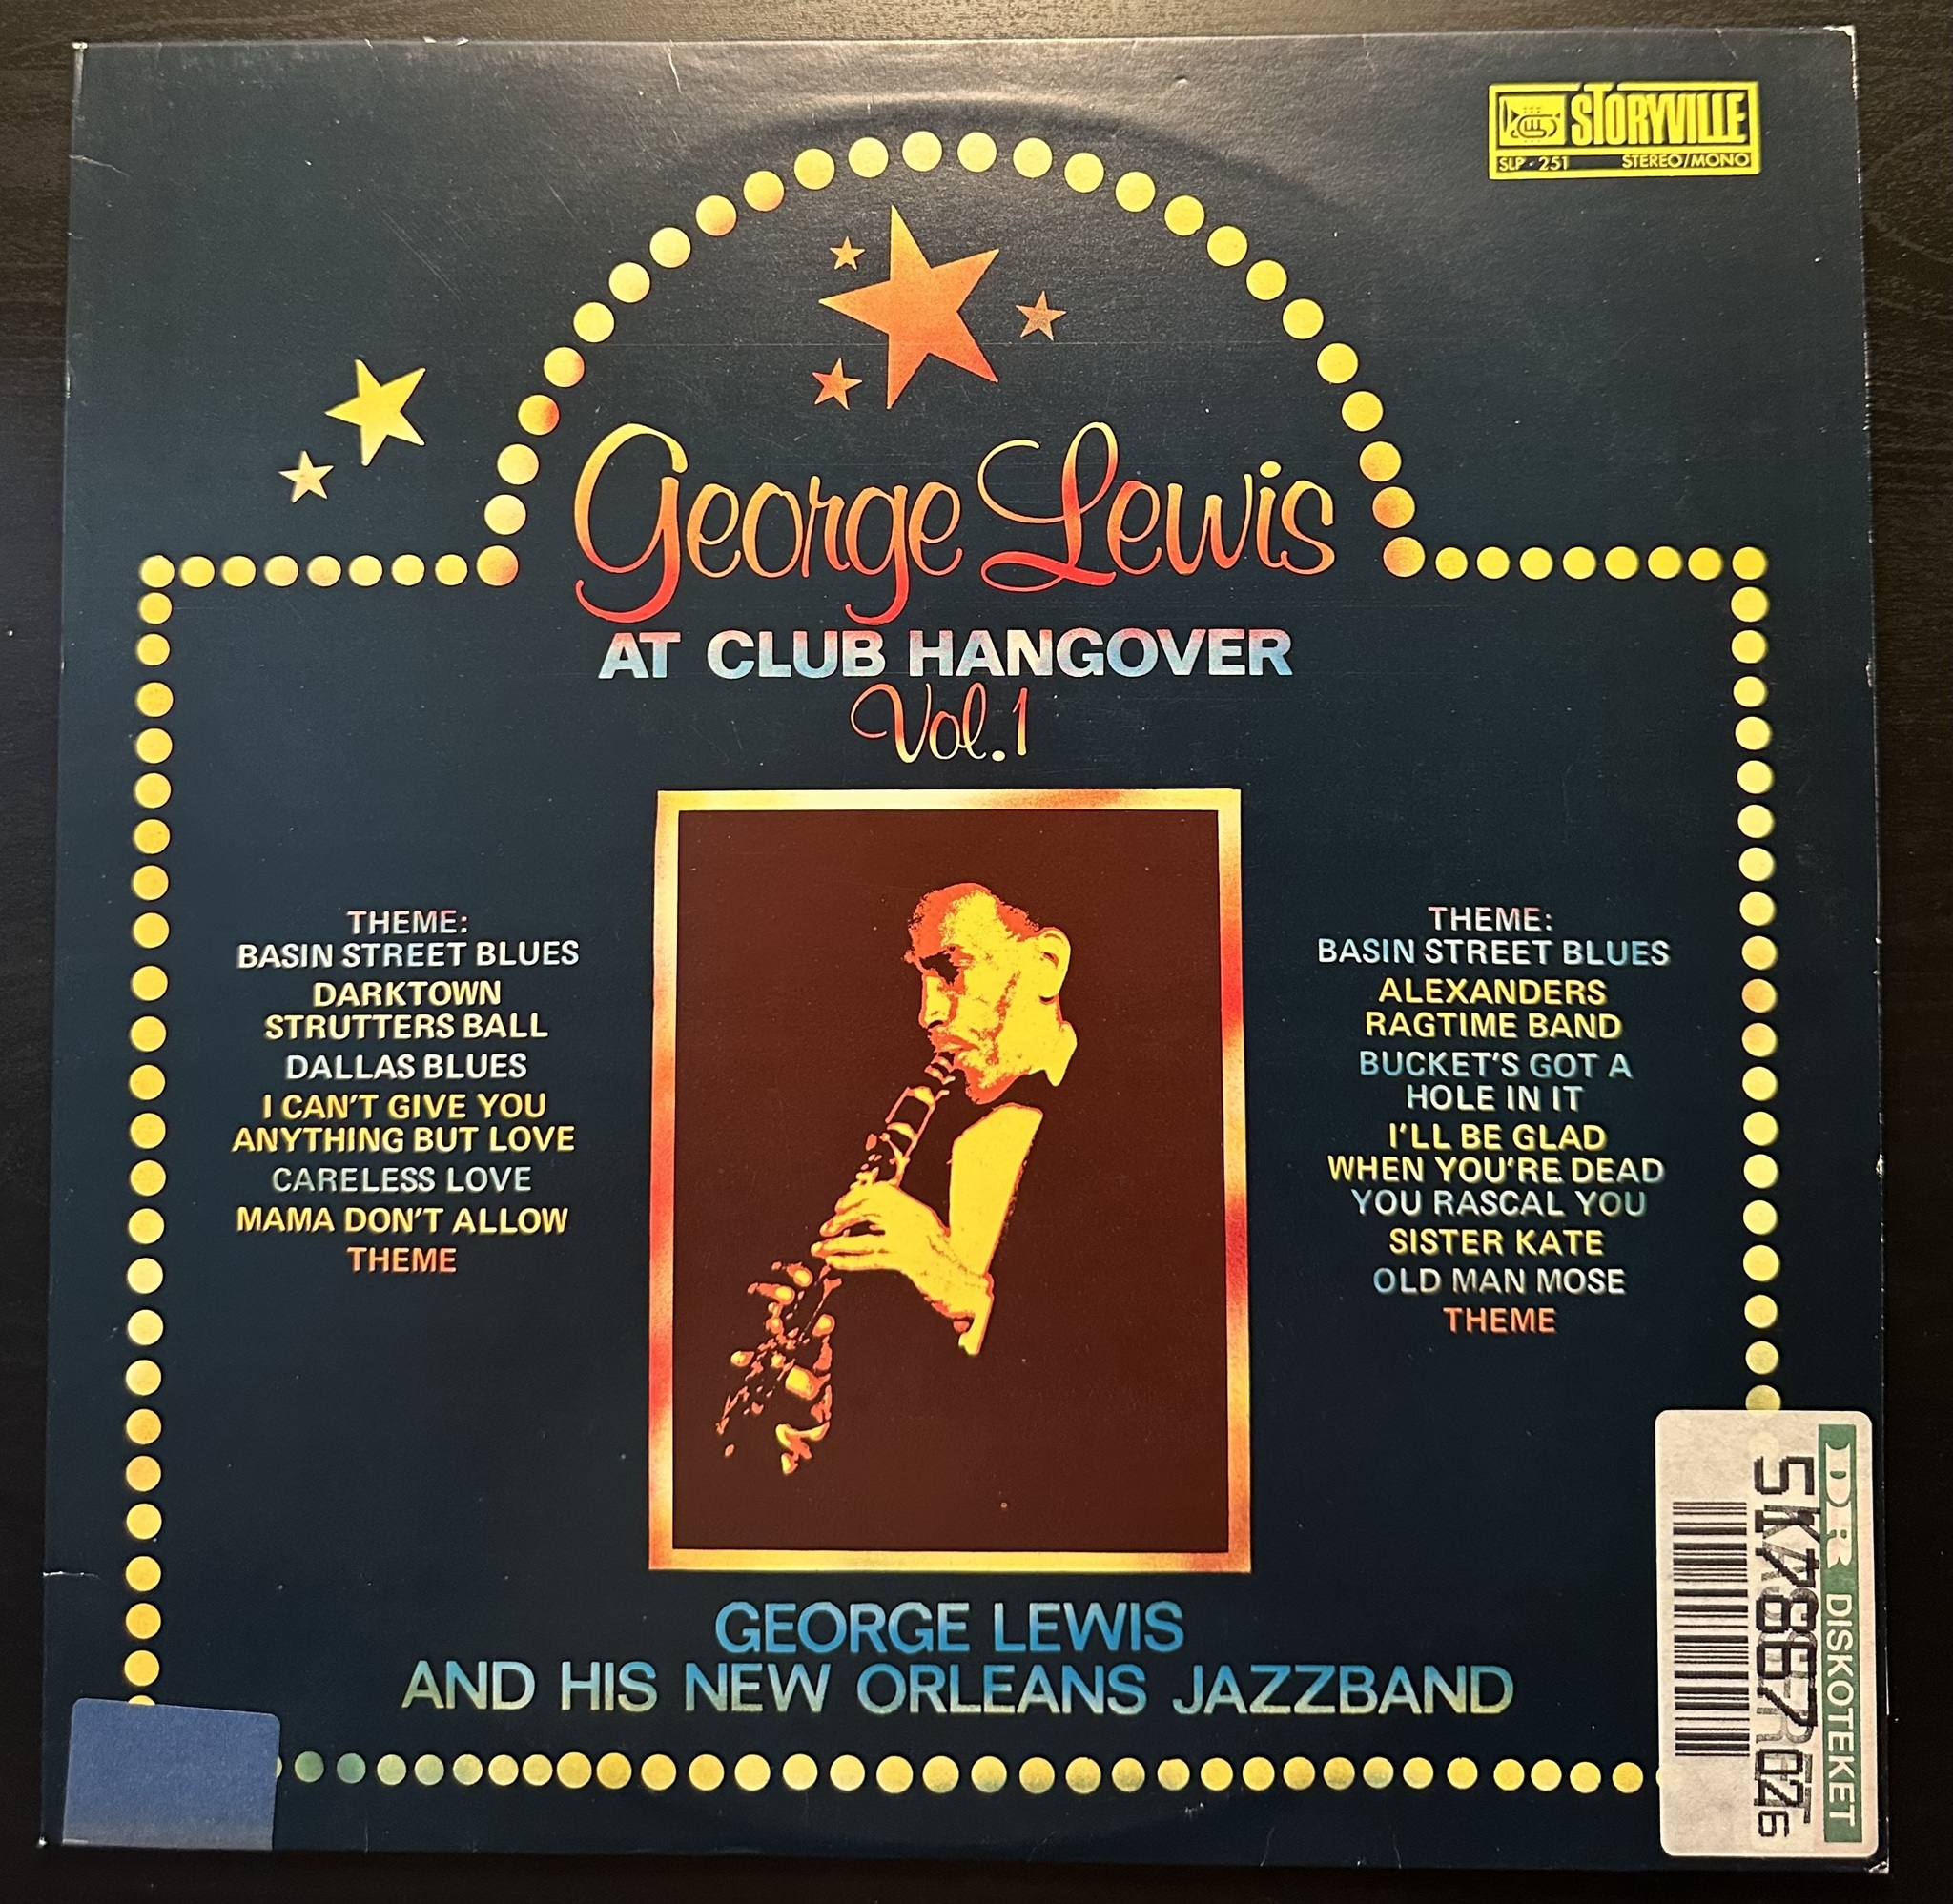 STORYVILLE
SLP - 251 STEREO/MONO
George Lewis
AT CLUB HANGOVER
Vol.1
THEME:
BASIN STREET BLUES
DARKTOWN
STRUTTERS BALL
DALLAS BLUES
I CAN'T GIVE YOU
ANYTHING BUT LOVE
CARELESS LOVE
MAMA DON'T ALLOW
THEME
THEME:
BASIN STREET BLUES
ALEXANDERS
RAGTIME BAND
BUCKET'S GOT A
HOLE IN IT
I'LL BE GLAD
WHEN YOU'RE DEAD
YOU RASCAL YOU
SISTER KATE
OLD MAN MOSE
THEME
GEORGE LEWIS
AND HIS NEW ORLEANS JAZZBAND
DR DISKOTEKET